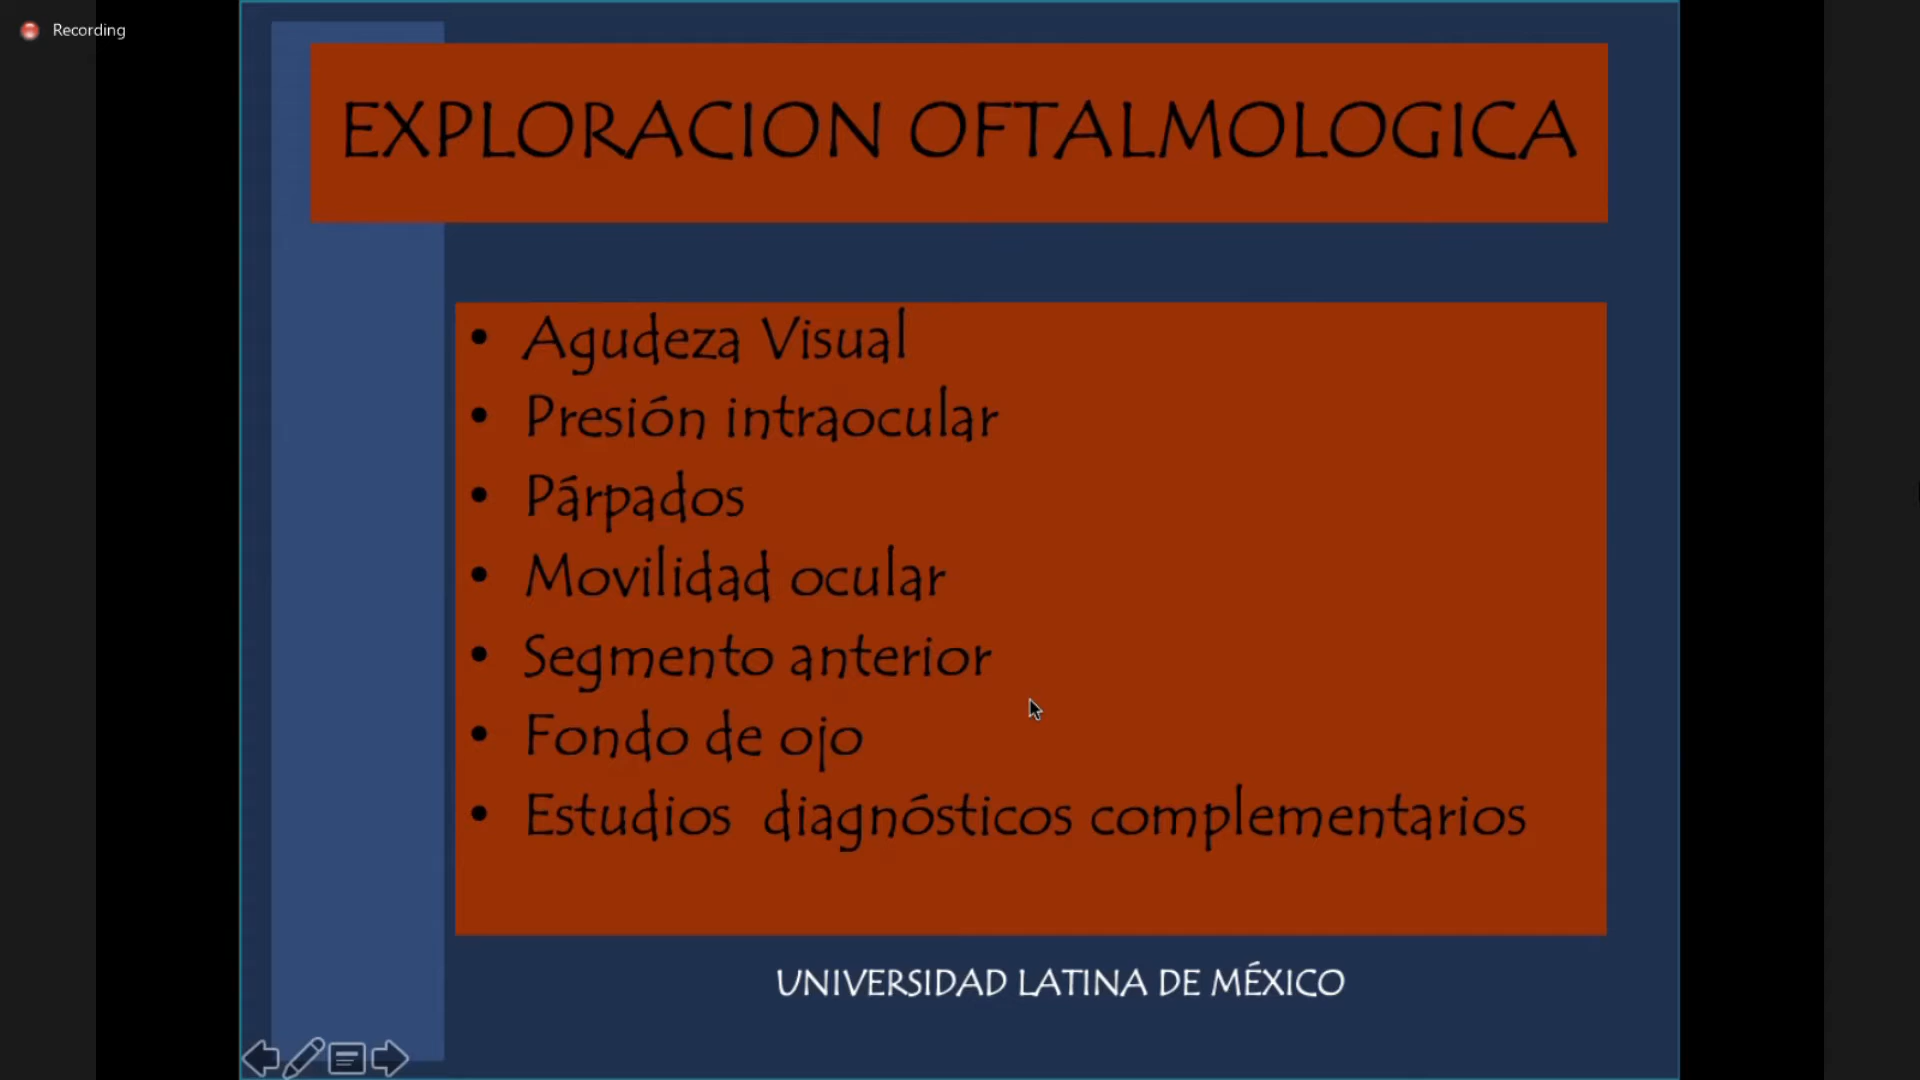 Recording
EXPLORACION OFTALMOLOGICA
• Agudeza Visual
• Presión intraocular
• Párpados
• Movilidad ocular
• Segmento anterior
• Fondo de ojo
• Estudios diagnósticos complementarios
UNIVERSIDAD LATINA DE MÉXICO